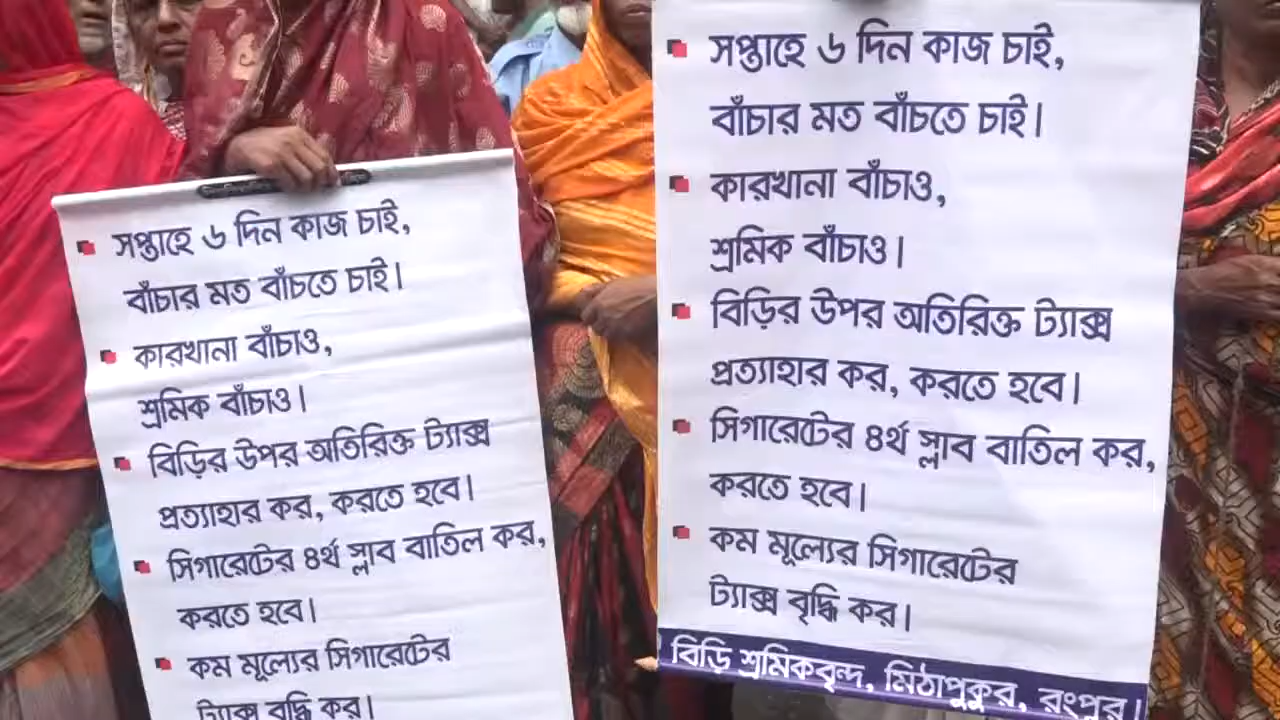 সপ্তাহে ৬ দিন কাজ চাই,
বাঁচার মত বাঁচতে চাই।
কারখানা বাঁচাও,
শ্রমিক বাঁচাও।
বিড়ির উপর অতিরিক্ত ট্যাক্স
প্রত্যাহার কর, করতে হবে।
সিগারেটের ৪র্থ স্লাব বাতিল কর,
করতে হবে।
কম মূল্যের সিগারেটের
ট্যাক্স বৃদ্ধি কর।
সপ্তাহে ৬ দিন কাজ চাই,
বাঁচার মত বাঁচতে চাই।
কারখানা বাঁচাও,
শ্রমিক বাঁচাও।
বিড়ির উপর অতিরিক্ত ট্যাক্স
প্রত্যাহার কর, করতে হবে।
সিগারেটের ৪র্থ স্লাব বাতিল কর,
করতে হবে।
কম মূল্যের সিগারেটের
ট্যাক্স বৃদ্ধি কর।
বিড়ি শ্রমিকবৃন্দ, মিঠাপুকুর, রংপুর।